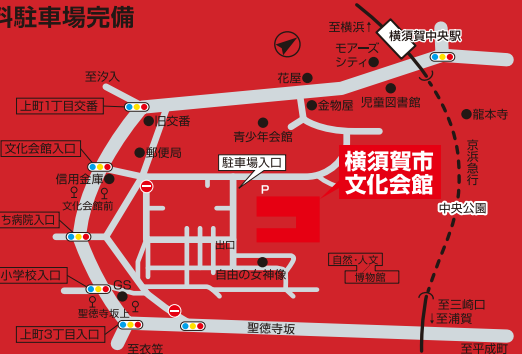 料駐車場完備
至横浜↑
横須賀中央駅
モアーズ
シティ
至汐入
花屋
上町1丁目交番
旧交番
金物屋
児童図書館
龍本寺
青少年会館
文化会館入口
郵便局
駐車場入口
横須賀市
文化会館
京浜急行
信用金庫
P
文化会館前
中央公園
ち病院入口
出口
自然・人文
博物館
小学校入口
GS
自由の女神像
聖徳寺坂上
至三崎口
↓至浦賀
上町3丁目入口
聖徳寺坂
至衣笠
至平成町